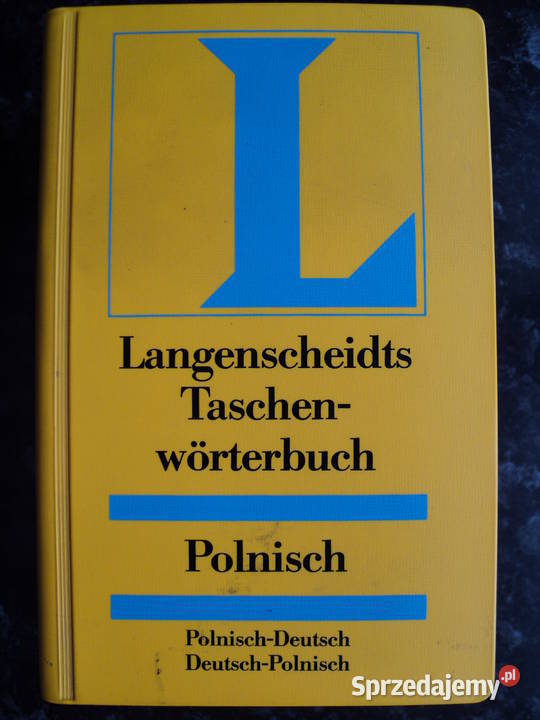 L
Langenscheidts
Taschen-
wörterbuch
Polnisch
Polnisch-Deutsch
Deutsch-Polnisch
Sprzedajemy.pl